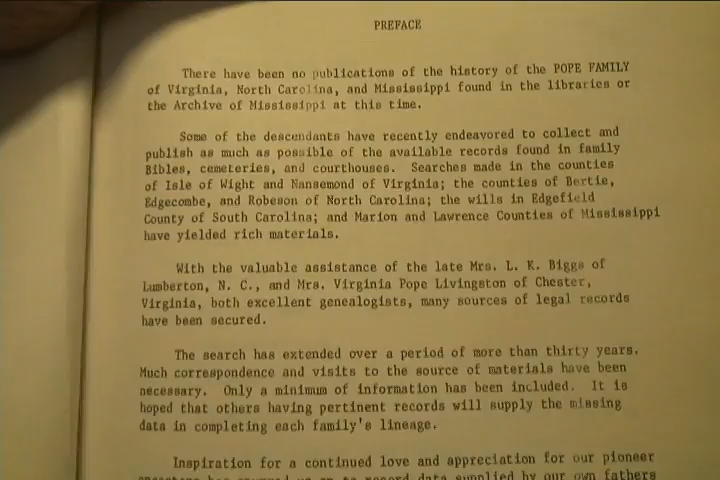 PREFACE
There have been no publications of the history of the POPE FAMILY
of Virginia, North Carolina, and Mississippi found in the libraries or
the Archive of Mississippi at this time.
Some of the descendants have recently endeavored to collect and
publish as much as possible of the available records found in family
Bibles, cemeteries, and courthouses. Searches made in the counties
of Isle of Wight and Nansemond of Virginia; the counties of Bertie,
Edgecombe, and Robeson of North Carolina; the wills in Edgefield
County of South Carolina; and Marion and Lawrence Counties of Mississippi
have yielded rich materials.
With the valuable assistance of the late Mrs. L. K. Biggs of
Lumberton, N. C., and Mrs. Virginia Pope Livingston of Chester,
Virginia, both excellent genealogists, many sources of legal records
have been secured.
The search has extended over a period of more than thirty years.
Much correspondence and visits to the source of materials have been
necessary. Only a minimum of information has been included. It is
hoped that others having pertinent records will supply the missing
data in completing each family's lineage.
Inspiration for a continued love and appreciation for our pioneer
to record data supplied by our own fathers